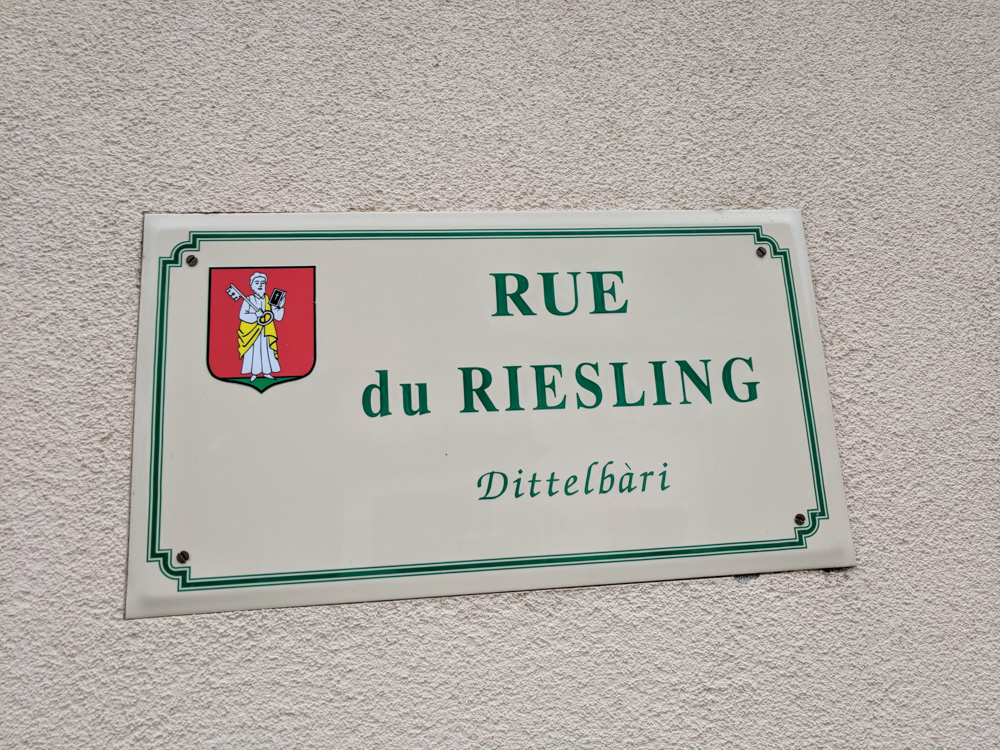 RUE
du RIESLING
Dittelbàri